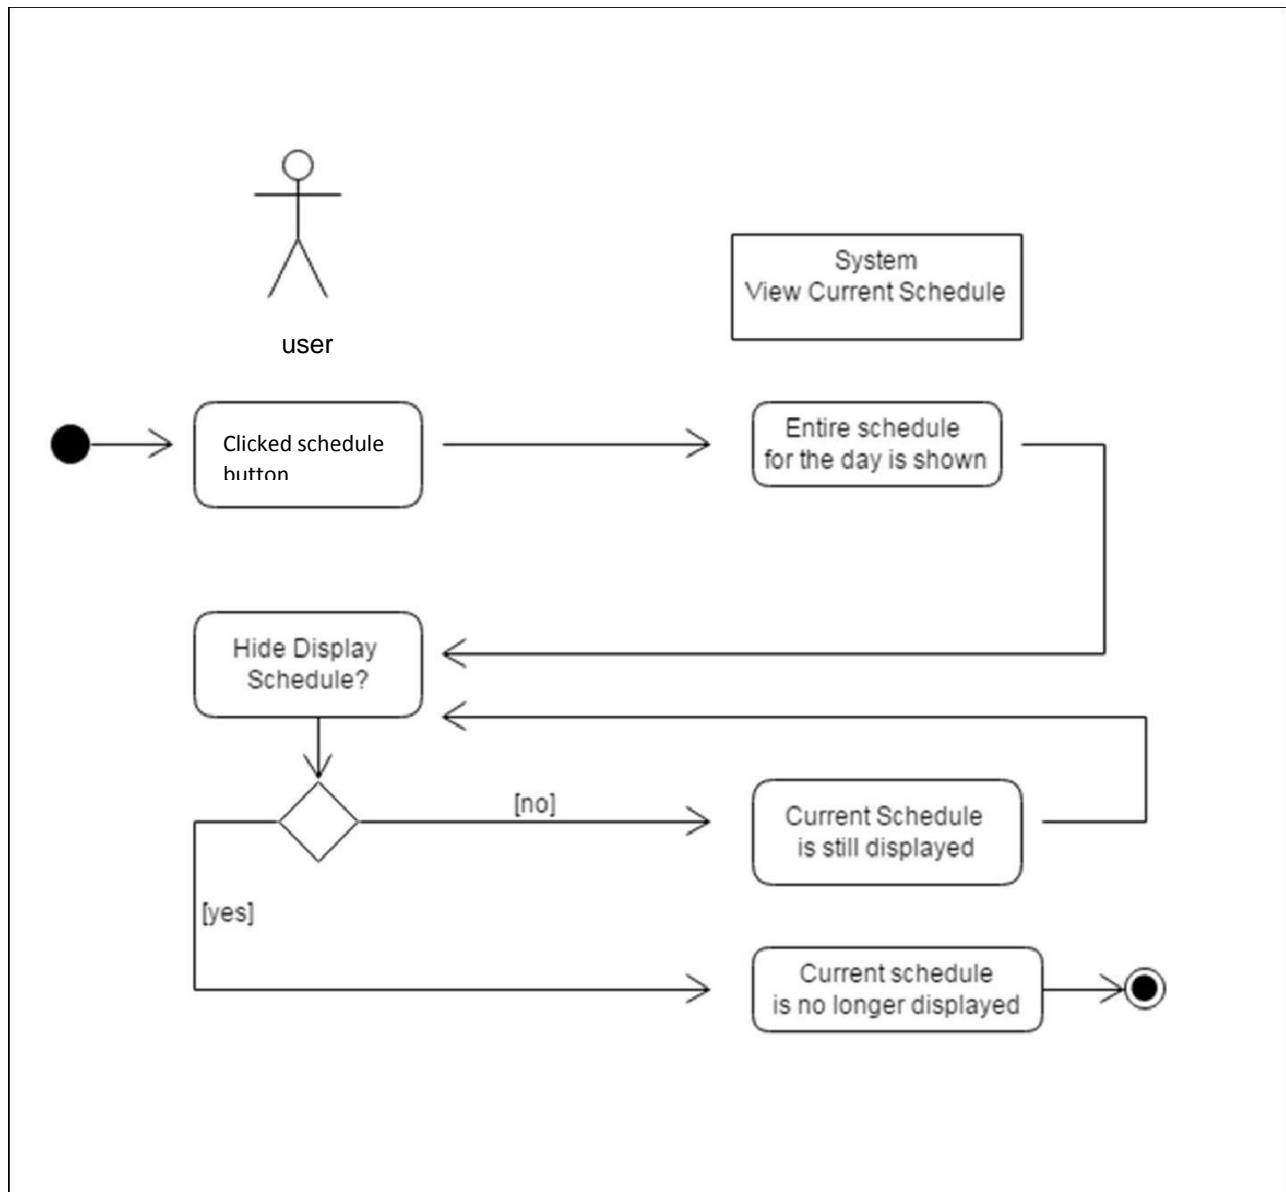 System
View Current Schedule
user
Clicked schedule
button
Entire schedule
for the day is shown
Hide Display
Schedule?
[no]
Current Schedule
is still displayed
[yes]
Current schedule
is no longer displayed